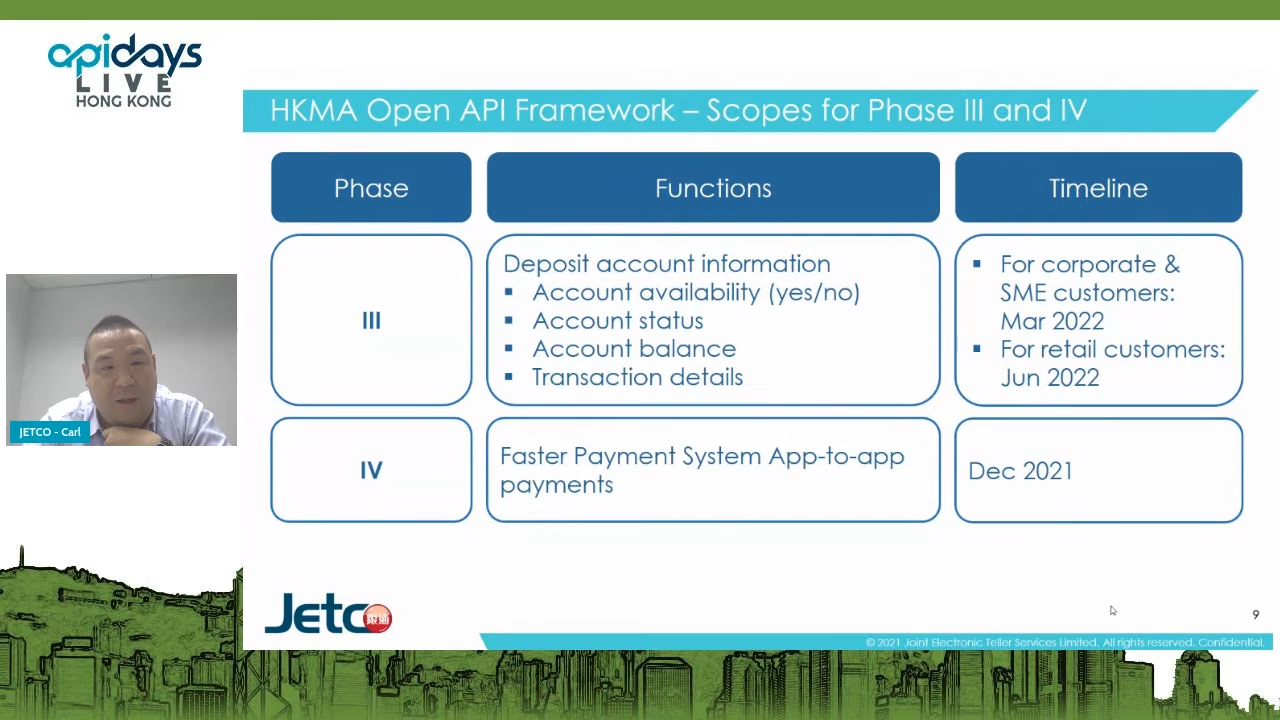 apidays
LIVE
HONG KONG
HKMA Open API Framework – Scopes for Phase III and IV
Phase
Functions
Timeline
III
Deposit account information
▪ Account availability (yes/no)
▪ Account status
▪ Account balance
▪ Transaction details
▪ For corporate &
SME customers:
Mar 2022
▪ For retail customers:
Jun 2022
IV
Faster Payment System App-to-app
payments
Dec 2021
JETCO - Carl
Jetco 銀通
9
© 2021 Joint Electronic Teller Services Limited. All rights reserved. Confidential.